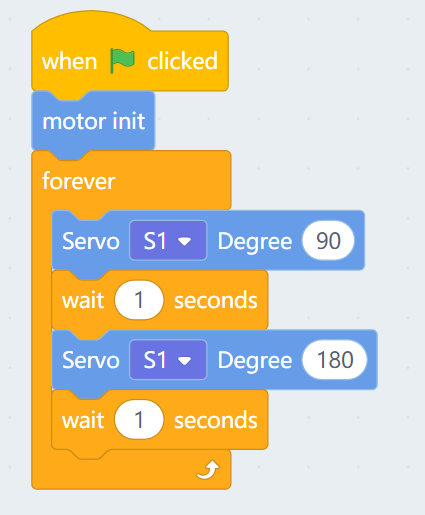 when clicked
motor init
forever
Servo S1 Degree 90
wait 1 seconds
Servo S1 Degree 180
wait 1 seconds